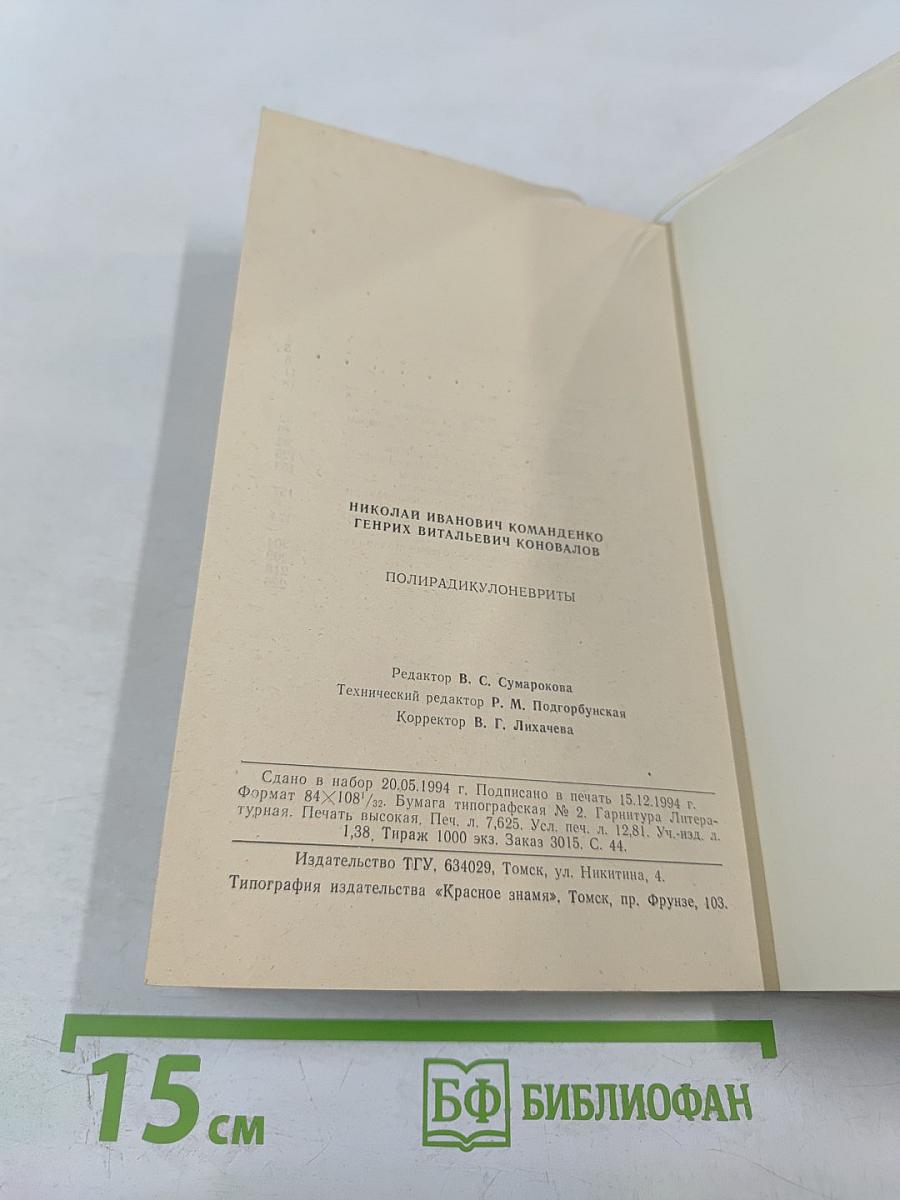 НИКОЛАЙ ИВАНОВИЧ КОМАНДЕНКО
ГЕНРИХ ВИТАЛЬЕВИЧ КОНОВАЛОВ
ПОЛИРАДИКУЛОНЕВРИТЫ
Редактор В. С. Сумарокова
Технический редактор Р. М. Подгорбунская
Корректор В. Г. Лихачева
Сдано в набор 20.05.1994 г. Подписано в печать 15.12.1994 г.
Формат 84×108¹/₃₂. Бумага типографская № 2. Гарнитура Литера-
турная. Печать высокая, Печ. л. 7,625. Усл. печ. л. 12,81. Уч.-изд. л.
1,38, Тираж 1000 экз. Заказ 3015. С. 44.
Издательство ТГУ, 634029, Томск, ул. Никитина, 4.
Типография издательства «Красное знамя», Томск, пр. Фрунзе, 103.
15 см
БФ БИБЛИОФАН